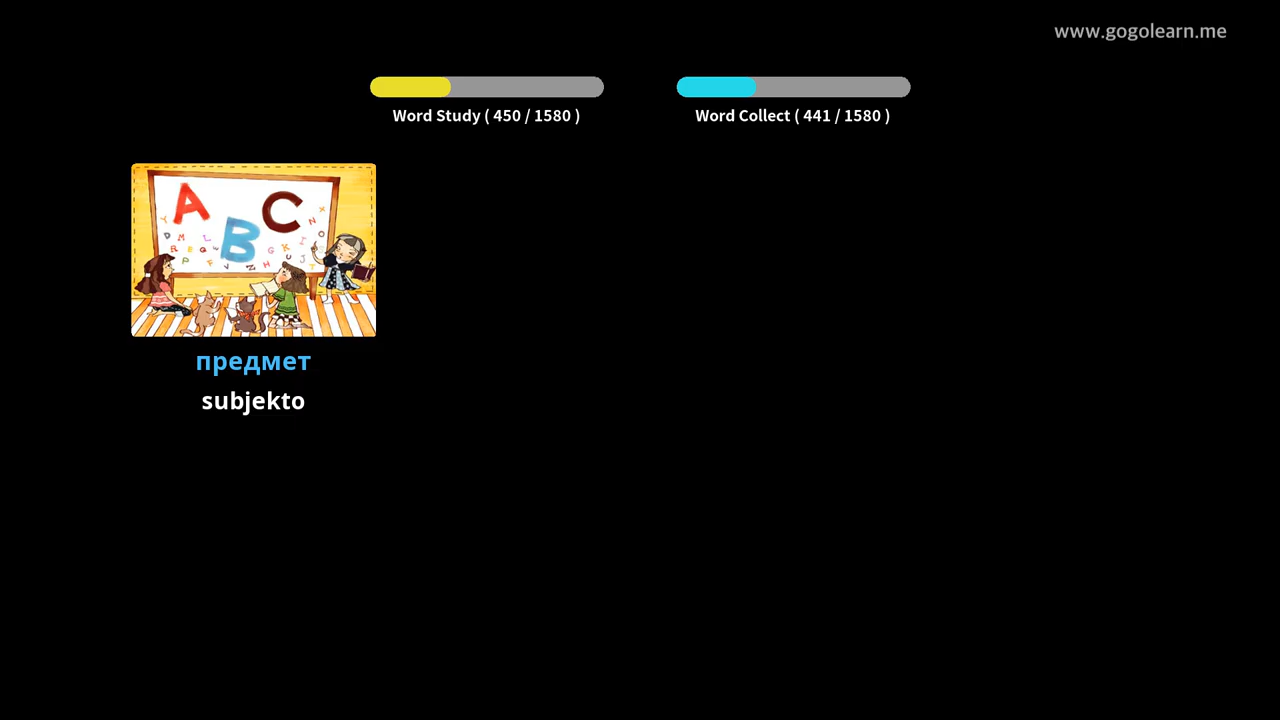 www.gogolearn.me
Word Study ( 450 / 1580 )
Word Collect ( 441 / 1580 )
A
B
C
предмет
subjekto